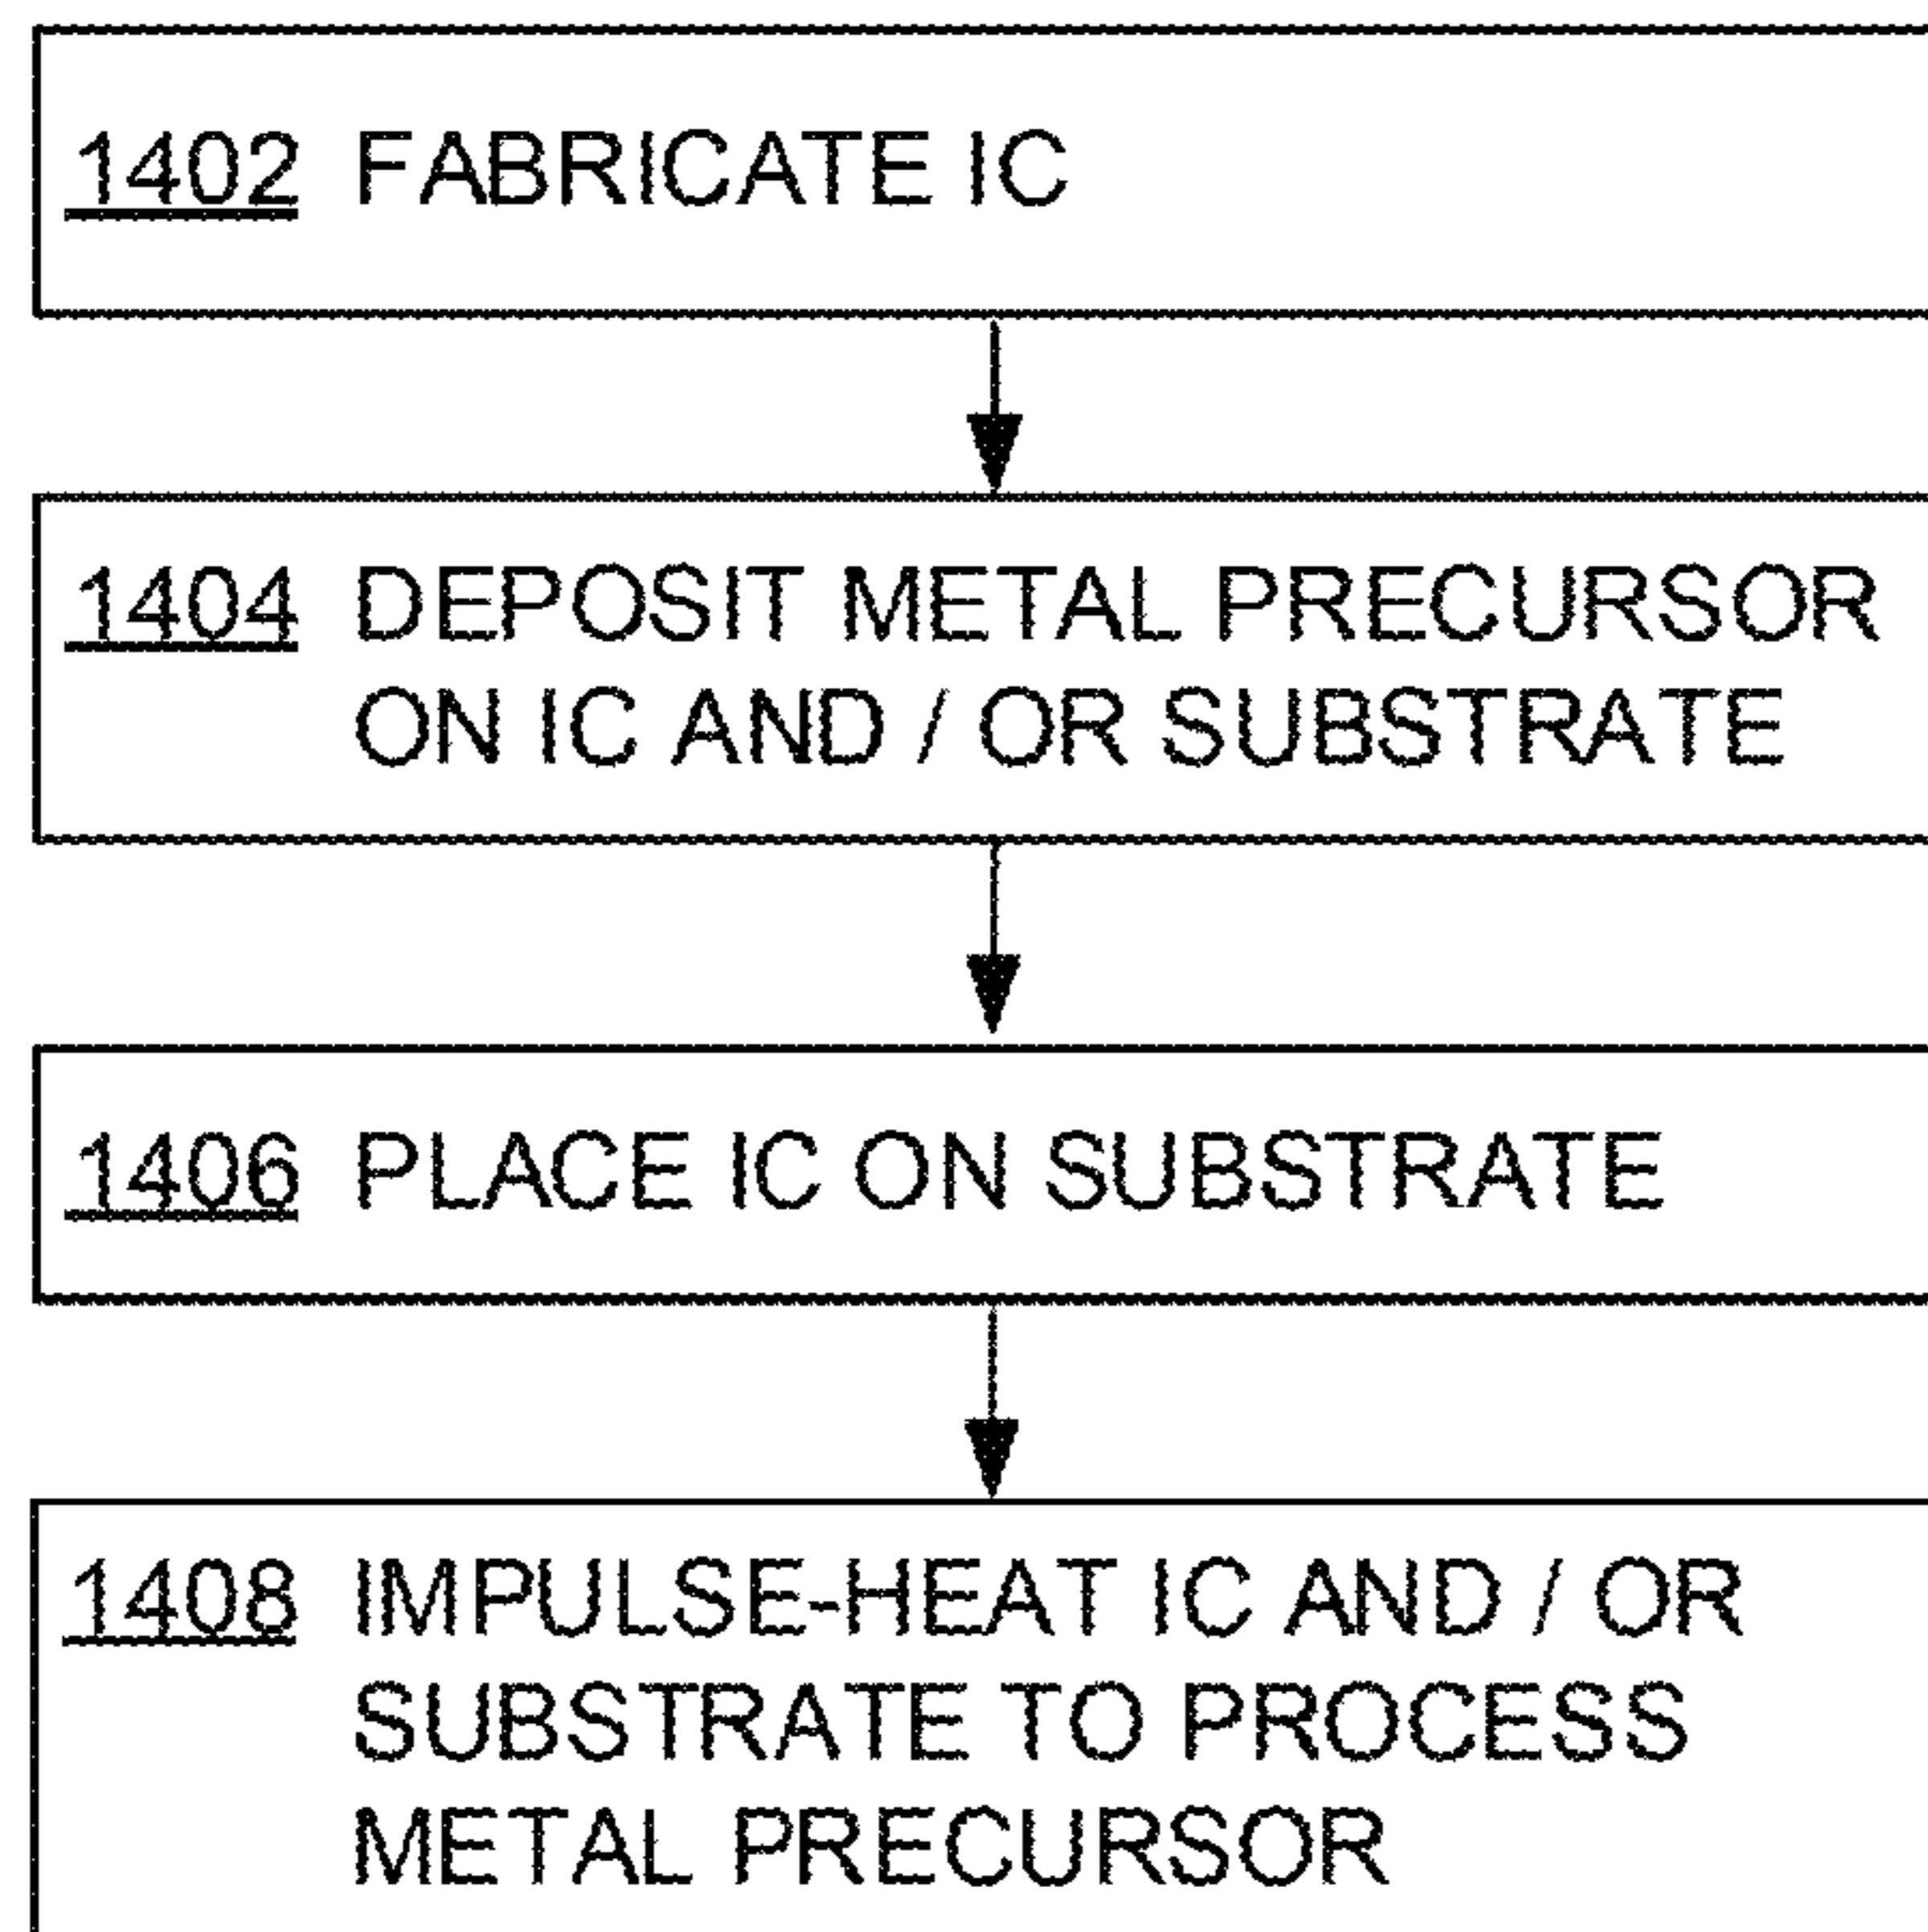 1402 FABRICATE IC
1404 DEPOSIT METAL PRECURSOR
ON IC AND / OR SUBSTRATE
1406 PLACE IC ON SUBSTRATE
1408 IMPULSE-HEAT IC AND / OR
SUBSTRATE TO PROCESS
METAL PRECURSOR